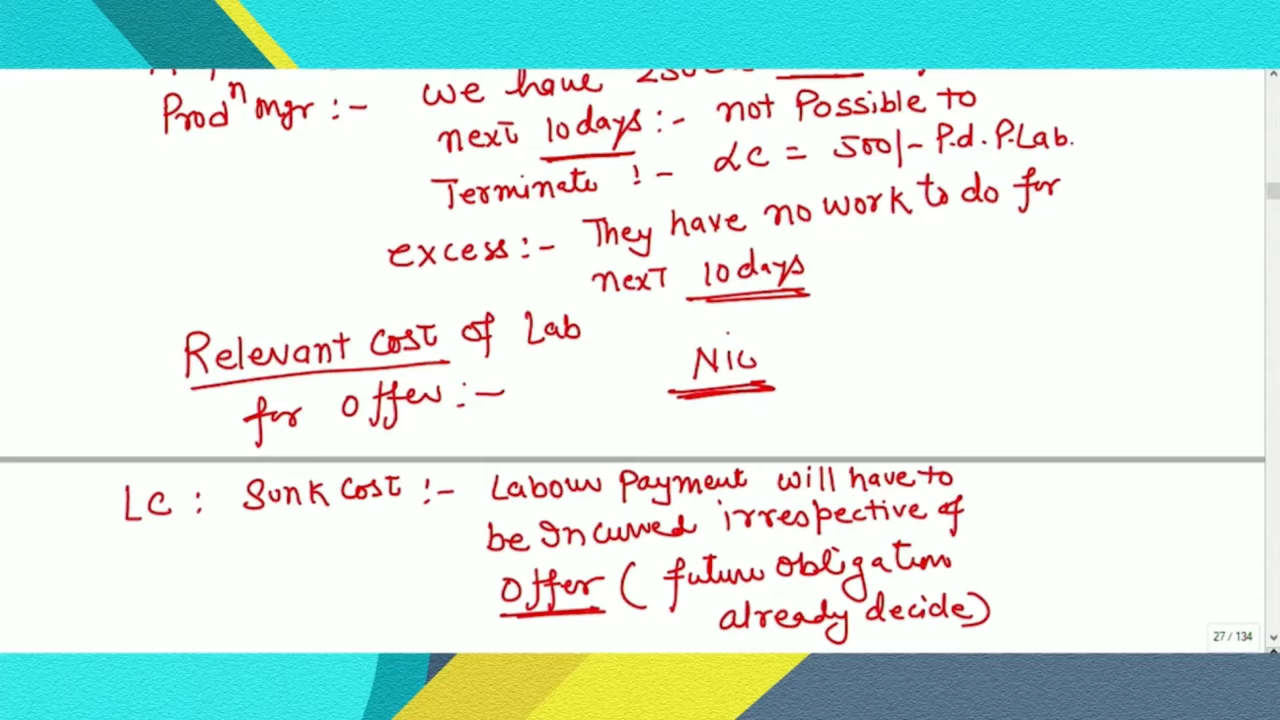 Prodⁿ mgr :- we have
next 10 days :- not Possible to
Terminate :- LC = 500/- P.d. P.Lab.
excess :- They have no work to do for
next 10 days
Relevant cost of Lab
for Offer :- Nil
LC : Sunk Cost :- Labour Payment will have to
be Incurred irrespective of
Offer ( future obligation
already decide)
27 / 134